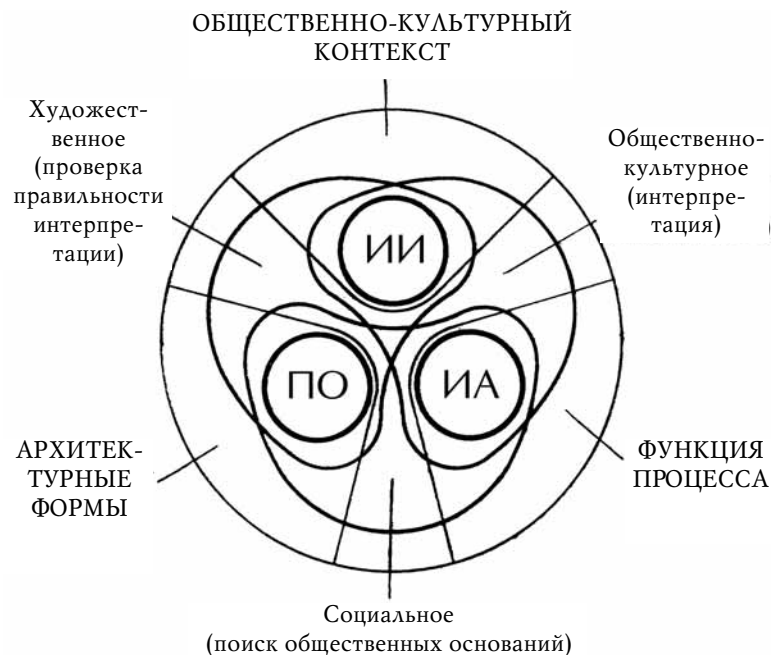 ОБЩЕСТВЕННО-КУЛЬТУРНЫЙ
КОНТЕКСТ
Художест-
венное
(проверка
правильности
интерпре-
тации)
Общественно-
культурное
(интерпре-
тация)
ИИ
ПО
ИА
АРХИТЕК-
ТУРНЫЕ
ФОРМЫ
ФУНКЦИЯ
ПРОЦЕССА
Социальное
(поиск общественных оснований)